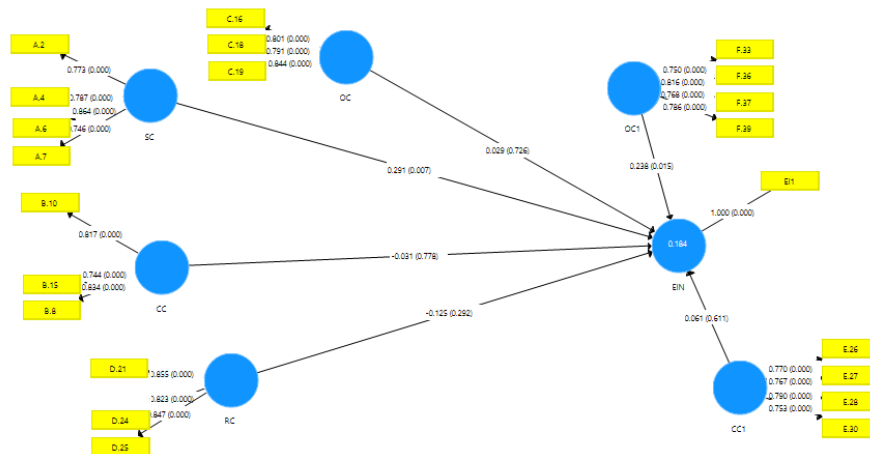 C.16
0.801 (0.000)
C.18
0.791 (0.000)
0.844 (0.000)
C.19
OC
A.2
0.773 (0.000)
A.4
0.787 (0.000)
0.864 (0.000)
A.6
0.746 (0.000)
A.7
SC
F.33
0.750 (0.000)
F.36
0.816 (0.000)
0.768 (0.000)
F.37
0.786 (0.000)
F.39
OC1
0.029 (0.726)
0.291 (0.007)
0.238 (0.015)
EI1
1.000 (0.000)
B.10
0.817 (0.000)
B.15
0.744 (0.000)
0.834 (0.000)
B.8
CC
-0.031 (0.778)
0.184
EIN
-0.125 (0.292)
0.061 (0.611)
D.21
0.855 (0.000)
0.823 (0.000)
D.24
0.847 (0.000)
D.25
RC
E.26
0.770 (0.000)
0.767 (0.000)
E.27
0.790 (0.000)
E.28
0.753 (0.000)
E.30
CC1